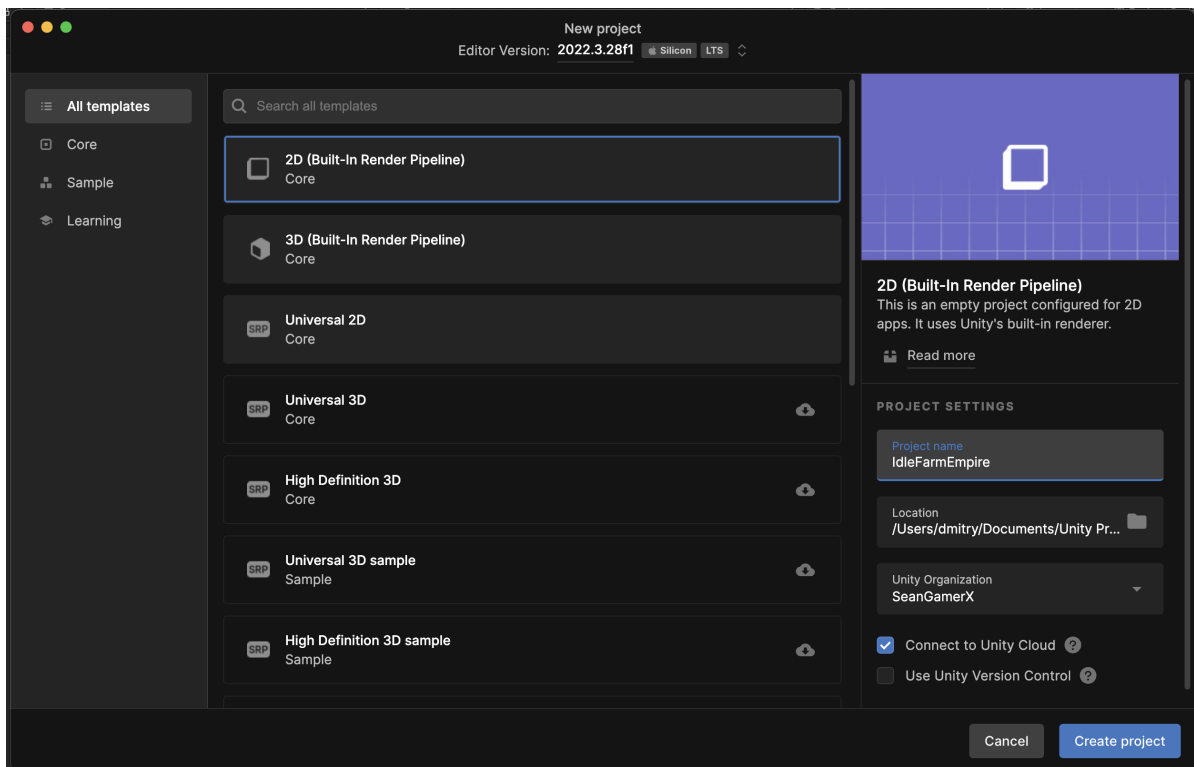 New project
Editor Version: 2022.3.28f1 Silicon LTS
All templates
Core
Sample
Learning
Search all templates
2D (Built-In Render Pipeline)
Core
3D (Built-In Render Pipeline)
Core
SRP
Universal 2D
Core
SRP
Universal 3D
Core
SRP
High Definition 3D
Core
SRP
Universal 3D sample
Sample
SRP
High Definition 3D sample
Sample
2D (Built-In Render Pipeline)
This is an empty project configured for 2D
apps. It uses Unity's built-in renderer.
Read more
PROJECT SETTINGS
Project name
IdleFarmEmpire
Location
/Users/dmitry/Documents/Unity Pr...
Unity Organization
SeanGamerX
Connect to Unity Cloud ?
Use Unity Version Control ?
Cancel
Create project